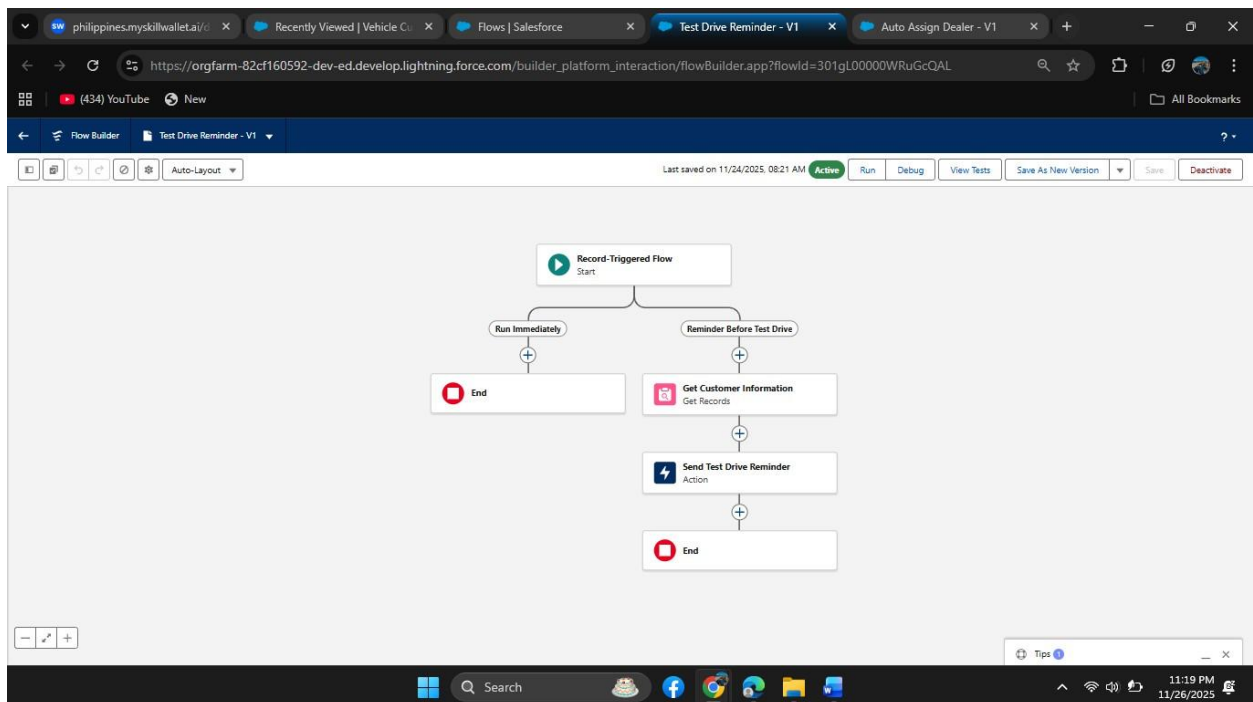 philippines.myskillwallet.ai/d
Recently Viewed | Vehicle Cu
Flows | Salesforce
Test Drive Reminder - V1
Auto Assign Dealer - V1
https://orgfarm-82cf160592-dev-ed.develop.lightning.force.com/builder_platform_interaction/flowBuilder.app?flowId=301gL00000WRuGcQAL
(434) YouTube
New
All Bookmarks
Flow Builder
Test Drive Reminder - V1
?
Auto-Layout
Last saved on 11/24/2025, 08:21 AM
Active
Run
Debug
View Tests
Save As New Version
Save
Deactivate
Record-Triggered Flow
Start
Run Immediately
Reminder Before Test Drive
End
Get Customer Information
Get Records
Send Test Drive Reminder
Action
End
Tips 1
Search
11:19 PM
11/26/2025